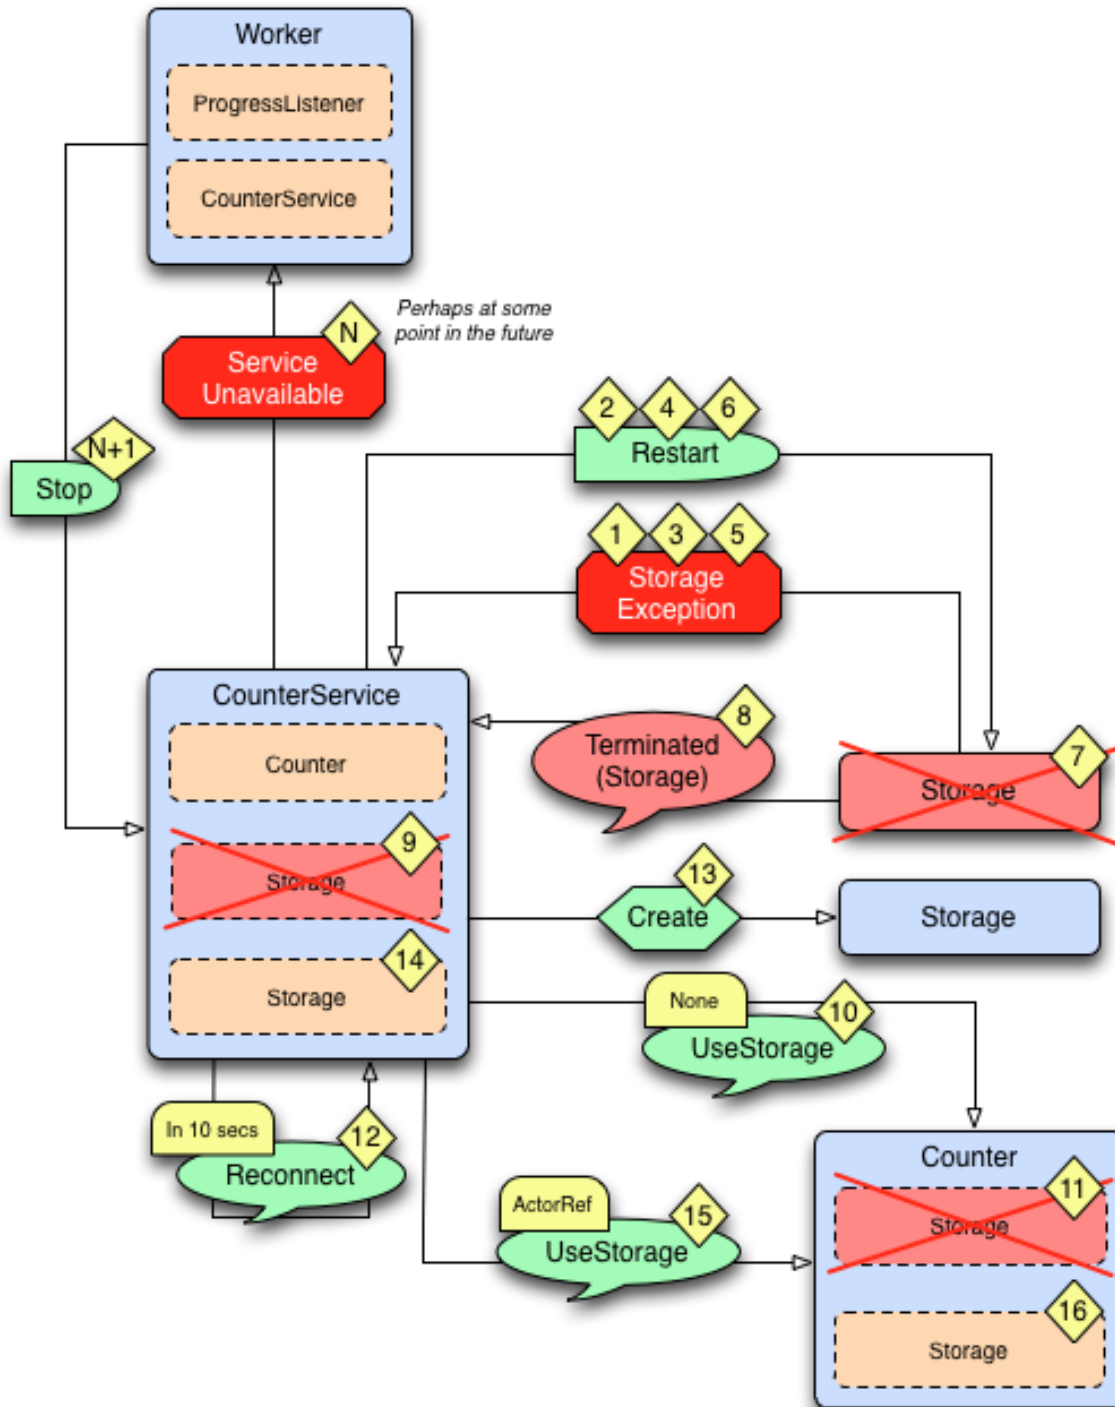 Worker
ProgressListener
CounterService
Perhaps at some
point in the future
N
Service
Unavailable
N+1
Stop
2
4
6
Restart
1
3
5
Storage
Exception
CounterService
Counter
9
Storage
14
Storage
8
Terminated
(Storage)
7
Storage
13
Create
Storage
None
10
UseStorage
In 10 secs
12
Reconnect
ActorRef
15
UseStorage
Counter
11
Storage
16
Storage